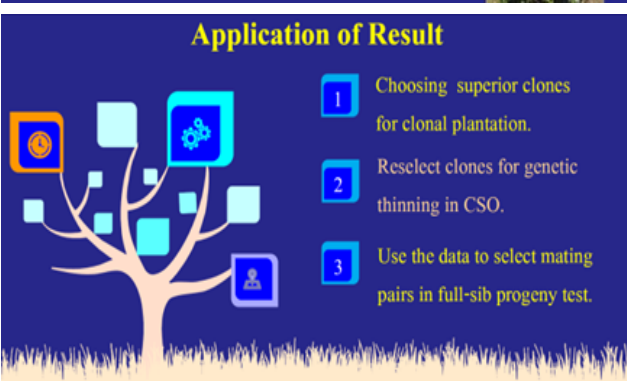 Application of Result
1
Choosing superior clones
for clonal plantation.
2
Reselect clones for genetic
thinning in CSO.
3
Use the data to select mating
pairs in full-sib progeny test.